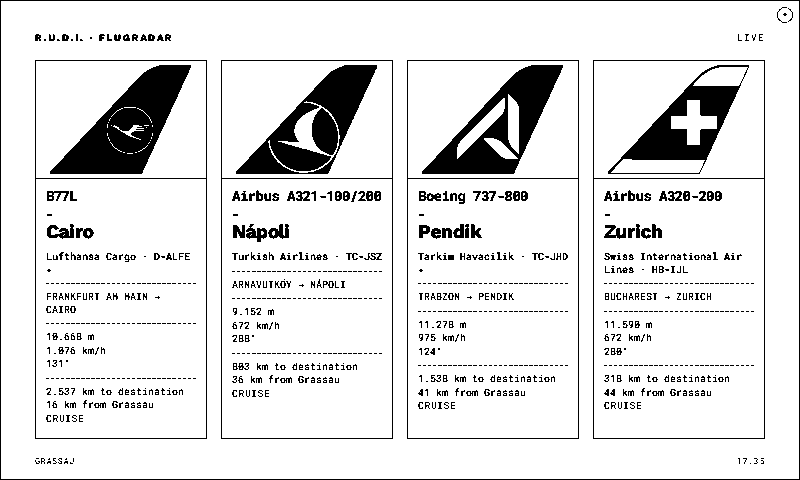 R.U.D.I. · FLUGRADAR
LIVE
B77L
-
Cairo
Lufthansa Cargo · D-ALFE
•
FRANKFURT AM MAIN →
CAIRO
10.668 m
1.076 km/h
131°
2.537 km to destination
16 km from Grassau
CRUISE
Airbus A321-100/200
-
Nápoli
Turkish Airlines · TC-JSZ
ARNAVUTKÖY → NÁPOLI
9.152 m
672 km/h
288°
803 km to destination
36 km from Grassau
CRUISE
Boeing 737-800
-
Pendik
Tarkim Havacilik · TC-JHD
•
TRABZON → PENDIK
11.278 m
975 km/h
124°
1.538 km to destination
41 km from Grassau
CRUISE
Airbus A320-200
-
Zurich
Swiss International Air
Lines · HB-IJL
BUCHAREST → ZURICH
11.590 m
672 km/h
280°
318 km to destination
44 km from Grassau
CRUISE
GRASSAU
17.35